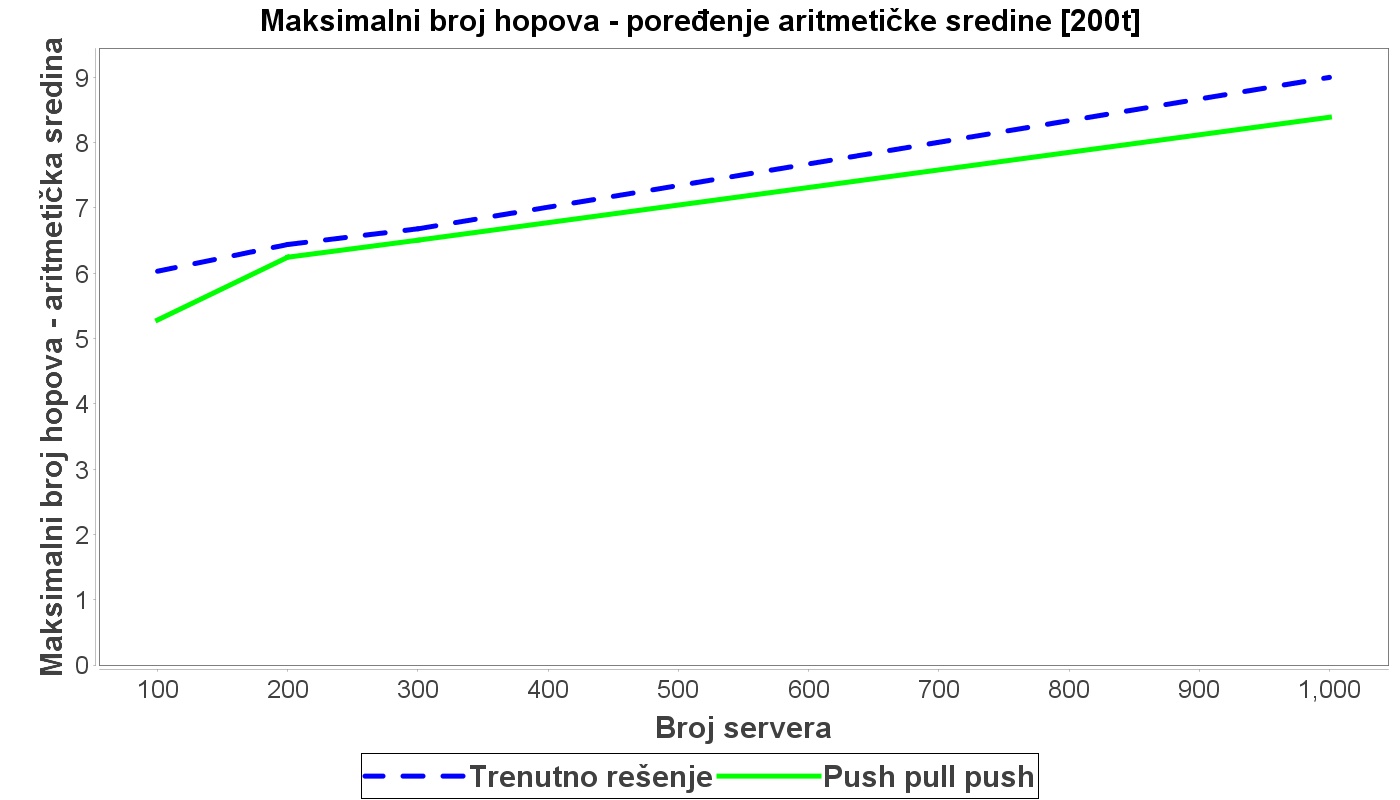 Maksimalni broj hopova - poređenje aritmetičke sredine [200t]
Maksimalni broj hopova - aritmetička sredina
9
8
7
6
5
4
3
2
1
0
100 200 300 400 500 600 700 800 900 1,000
Broj servera
Trenutno rešenje Push pull push